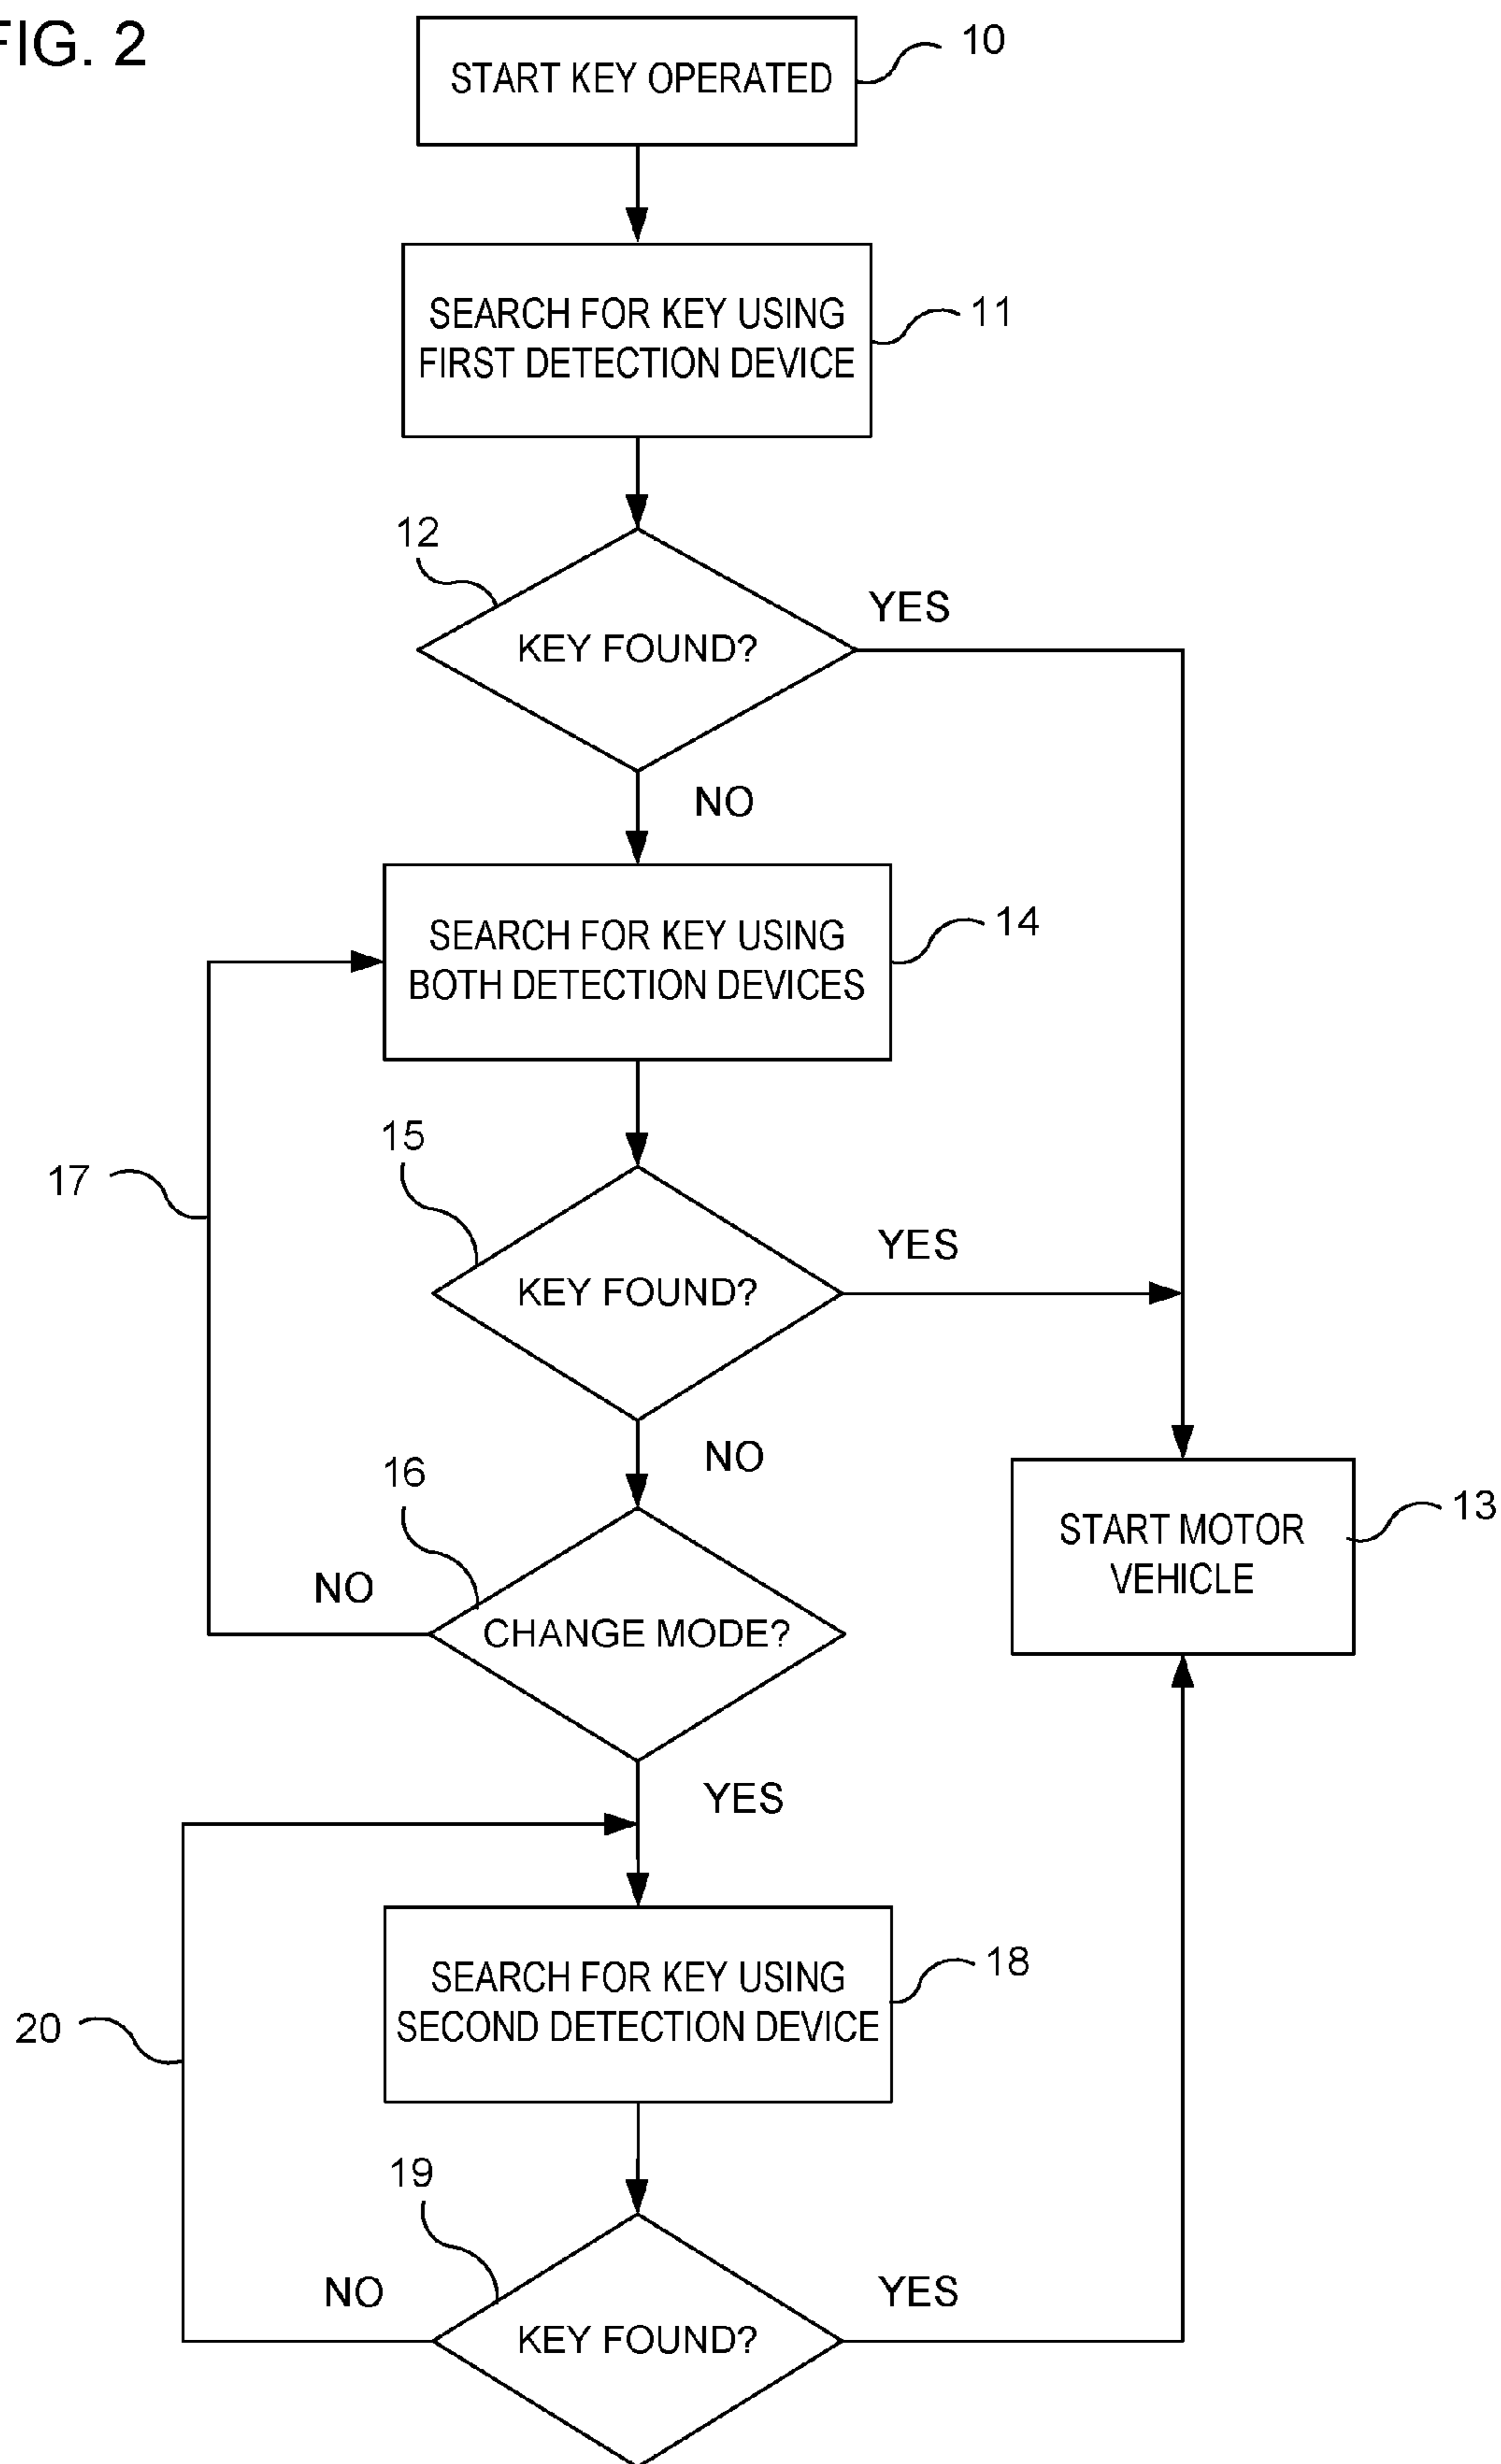 FIG. 2
START KEY OPERATED
10
SEARCH FOR KEY USING
FIRST DETECTION DEVICE
11
12
KEY FOUND?
YES
NO
SEARCH FOR KEY USING
BOTH DETECTION DEVICES
14
15
17
KEY FOUND?
YES
NO
16
CHANGE MODE?
NO
START MOTOR
VEHICLE
13
YES
SEARCH FOR KEY USING
SECOND DETECTION DEVICE
18
20
19
KEY FOUND?
NO
YES